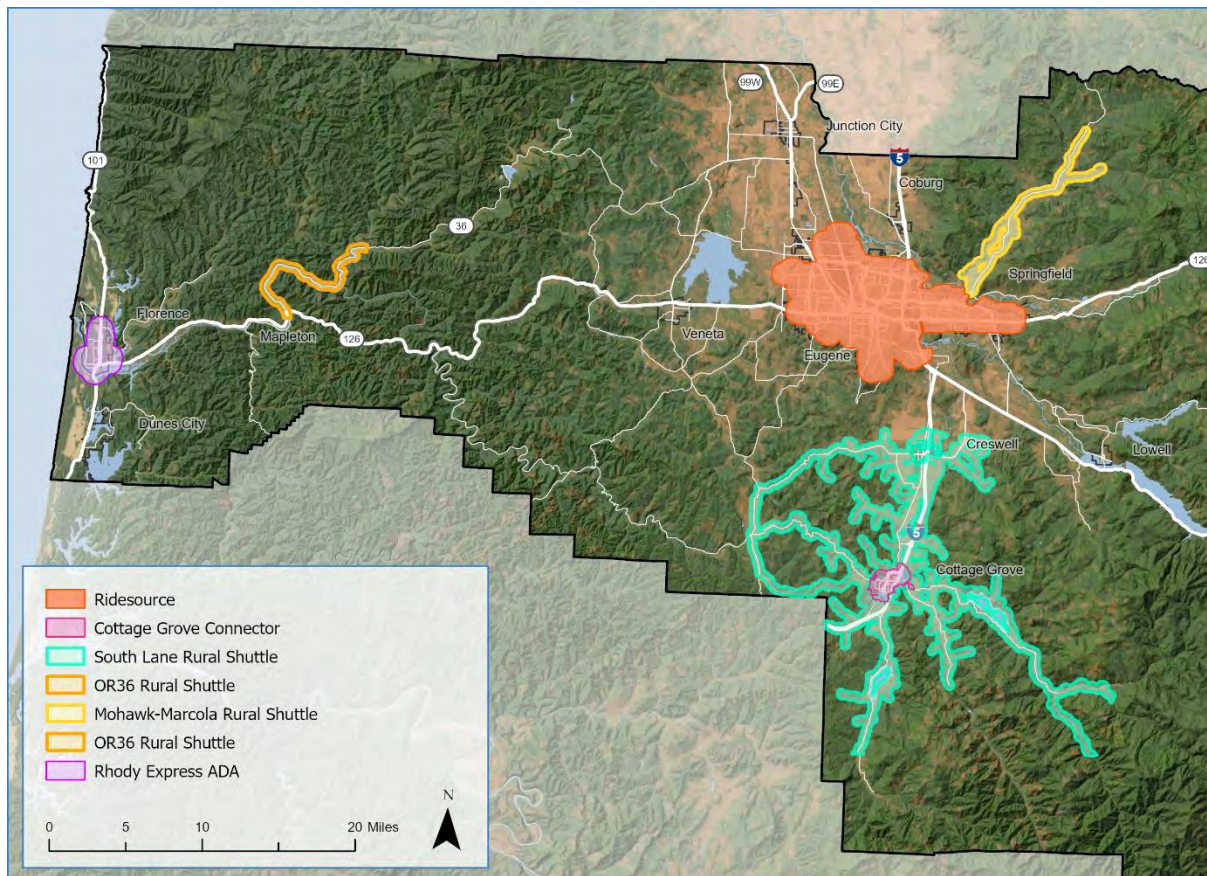 99W
99E
Junction City
101
5
Coburg
36
126
Springfield
Florence
Mapleton
126
Veneta
Eugene
Dunes City
Creswell
Lowell
5
Cottage Grove
Ridesource
Cottage Grove Connector
South Lane Rural Shuttle
OR36 Rural Shuttle
Mohawk-Marcola Rural Shuttle
OR36 Rural Shuttle
Rhody Express ADA
N
0 5 10 20 Miles